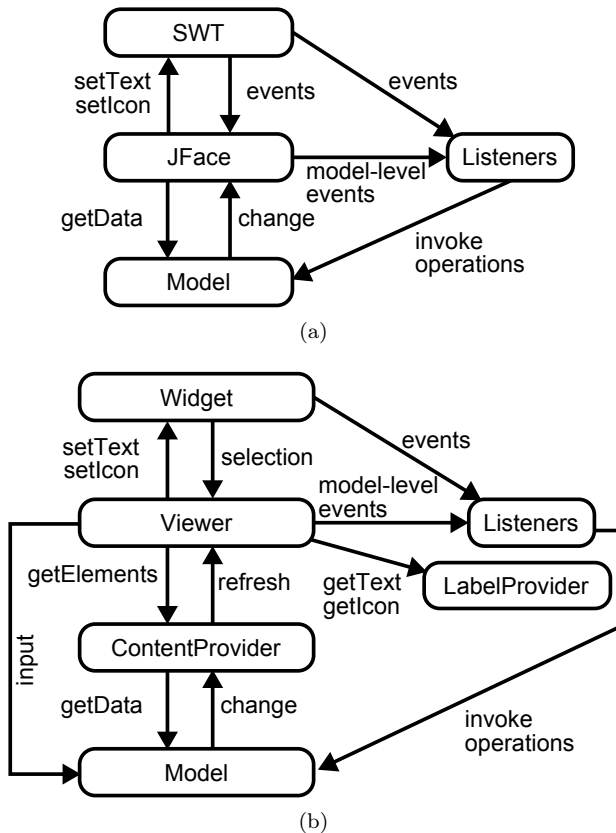 SWT
setText
setIcon
events
events
JFace
Listeners
model-level
events
getData
change
invoke
operations
Model
(a)
Widget
setText
setIcon
selection
events
model-level
events
Viewer
Listeners
getElements
refresh
getText
getIcon
LabelProvider
ContentProvider
input
getData
change
invoke
operations
Model
(b)